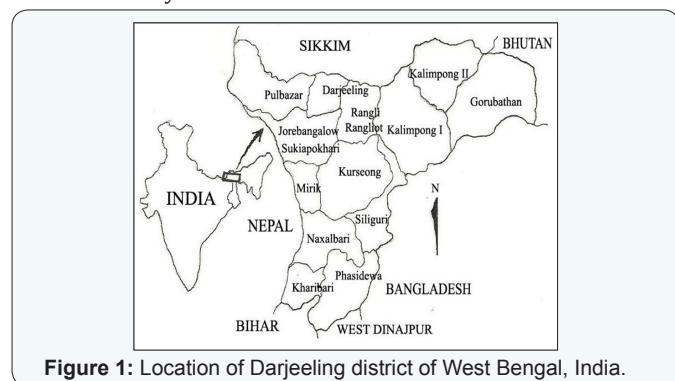 SIKKIM
BHUTAN
Kalimpong II
Pulbazar
Darjeeling
Gorubathan
Rangli
Rangliot
Jorebangalow
Sukiapokhari
Kalimpong I
Kurseong
Mirik
INDIA
N
NEPAL
Siliguri
Naxalbari
Phasidewa
Kharibari
BANGLADESH
BIHAR
WEST DINAJPUR
Figure 1: Location of Darjeeling district of West Bengal, India.